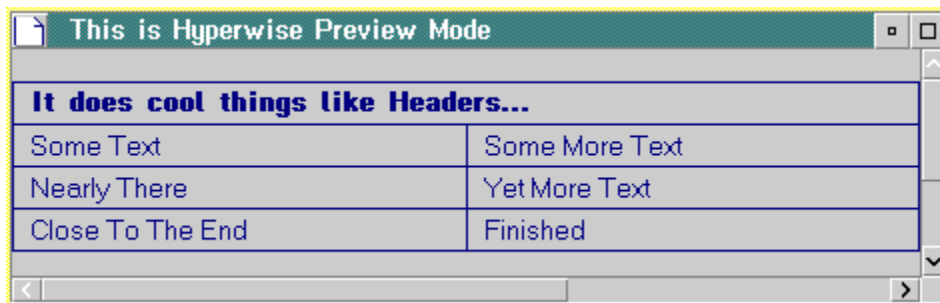 This is Hyperwise Preview Mode
It does cool things like Headers...
Some Text Some More Text
Nearly There Yet More Text
Close To The End Finished